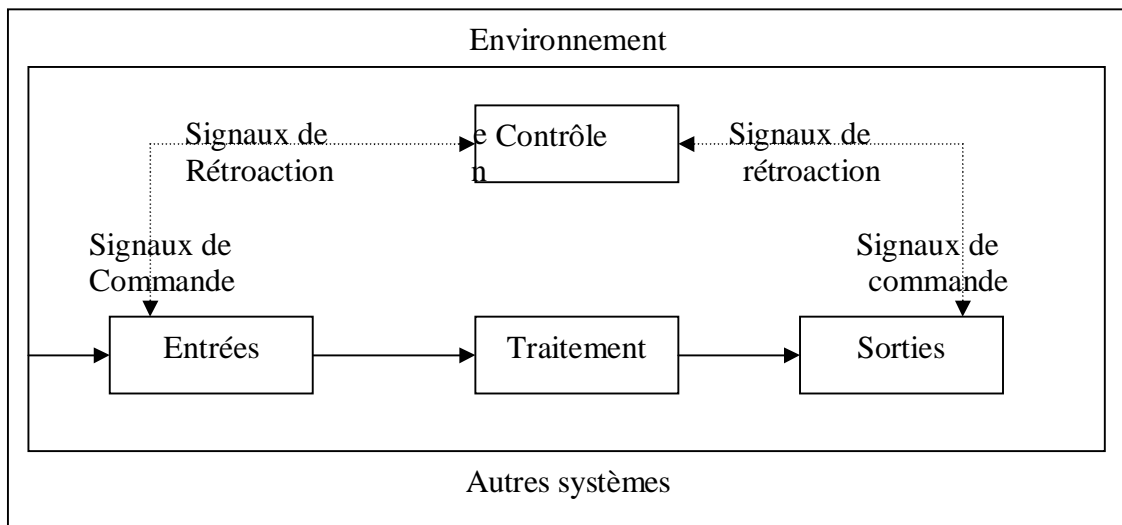 Environnement
Signaux de
Rétroaction
e
n
Contrôle
Signaux de
rétroaction
Signaux de
Commande
Signaux de
commande
Entrées
Traitement
Sorties
Autres systèmes